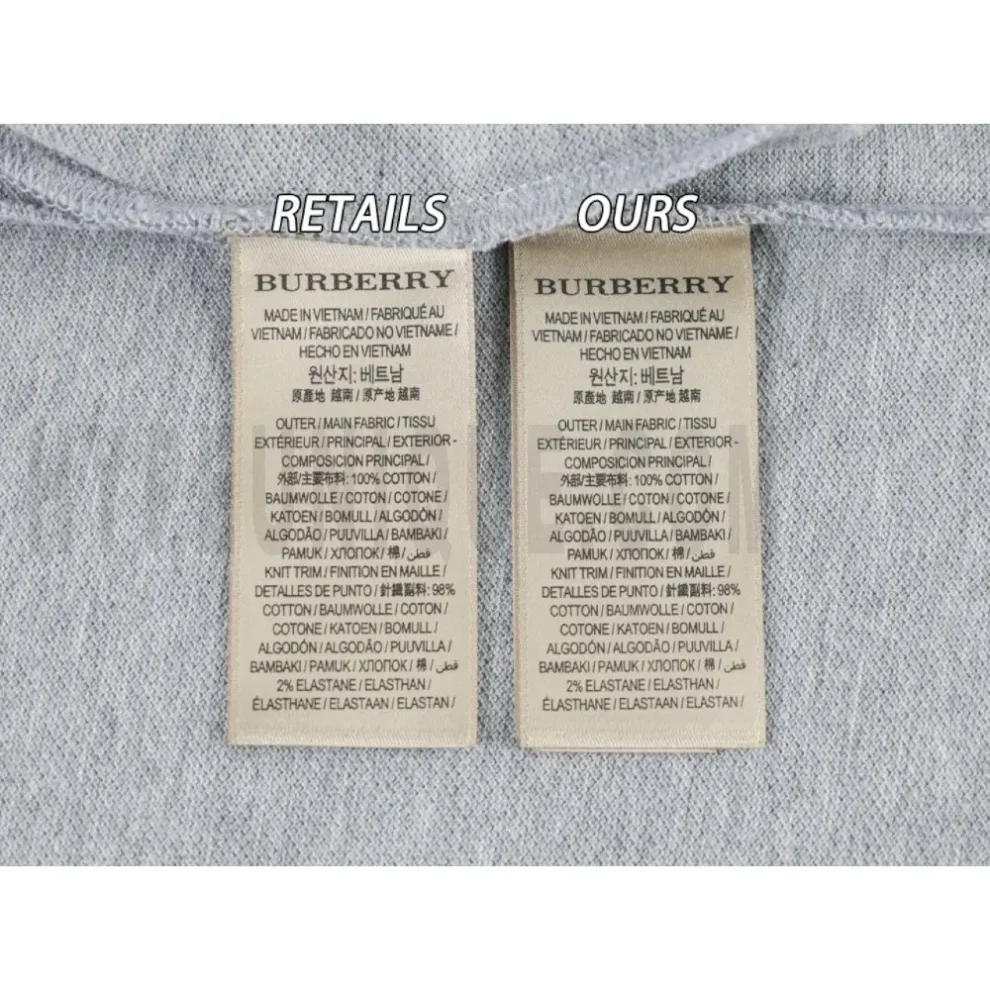 RETAILS
BURBERRY
MADE IN VIETNAM / FABRIQUÉ AU
VIETNAM / FABRICADO NO VIETNAME /
HECHO EN VIETNAM
원산지: 베트남
原產地 越南 / 原产地 越南
OUTER / MAIN FABRIC / TISSU
EXTÉRIEUR / PRINCIPAL / EXTERIOR -
COMPOSICION PRINCIPAL /
外部/主要布料: 100% COTTON /
BAUMWOLLE / COTON / COTONE /
KATOEN / BOMULL / ALGODÓN /
ALGODÃO / PUUVILLA / BAMBAKI /
PAMUK / ХЛОПОК / 棉 / قطن
KNIT TRIM / FINITION EN MAILLE /
DETALLES DE PUNTO / 針織副料: 98%
COTTON / BAUMWOLLE / COTON /
COTONE / KATOEN / BOMULL /
ALGODÓN / ALGODÃO / PUUVILLA /
BAMBAKI / PAMUK / ХЛОПОК / 棉 / قطن
2% ELASTANE / ELASTHAN /
ÉLASTHANE / ELASTAAN / ELASTAN /
OURS
BURBERRY
MADE IN VIETNAM / FABRIQUÉ AU
VIETNAM / FABRICADO NO VIETNAME /
HECHO EN VIETNAM
원산지: 베트남
原產地 越南 / 原产地 越南
OUTER / MAIN FABRIC / TISSU
EXTÉRIEUR / PRINCIPAL / EXTERIOR -
COMPOSICION PRINCIPAL /
外部/主要布料: 100% COTTON /
BAUMWOLLE / COTON / COTONE /
KATOEN / BOMULL / ALGODÓN /
ALGODÃO / PUUVILLA / BAMBAKI /
PAMUK / ХЛОПОК / 棉 / قطن
KNIT TRIM / FINITION EN MAILLE /
DETALLES DE PUNTO / 針織副料: 98%
COTTON / BAUMWOLLE / COTON /
COTONE / KATOEN / BOMULL /
ALGODÓN / ALGODÃO / PUUVILLA /
BAMBAKI / PAMUK / ХЛОПОК / 棉 / قطن
2% ELASTANE / ELASTHAN /
ÉLASTHANE / ELASTAAN / ELASTAN /